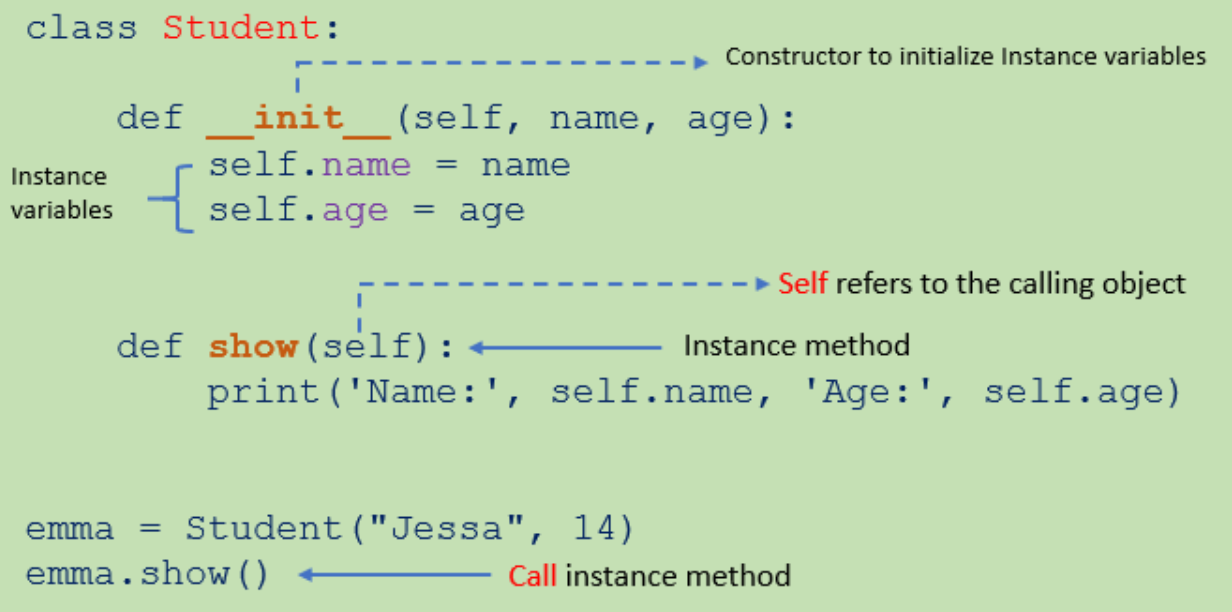 class Student:
Constructor to initialize Instance variables
def __init__(self, name, age):
Instance variables
self.name = name
self.age = age
Self refers to the calling object
def show(self):
Instance method
print('Name:', self.name, 'Age:', self.age)
emma = Student("Jessa", 14)
emma.show()
Call instance method